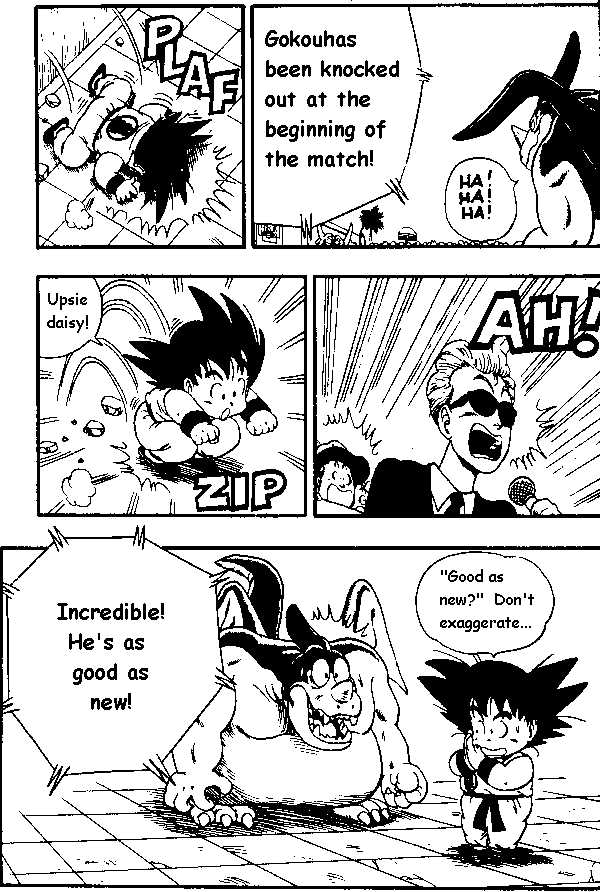 PLAF
Gokouhas
been knocked
out at the
beginning of
the match!
HA!
HA!
HA!
Upsie
daisy!
ZIP
AH!
Incredible!
He's as
good as
new!
"Good as
new?" Don't
exaggerate...